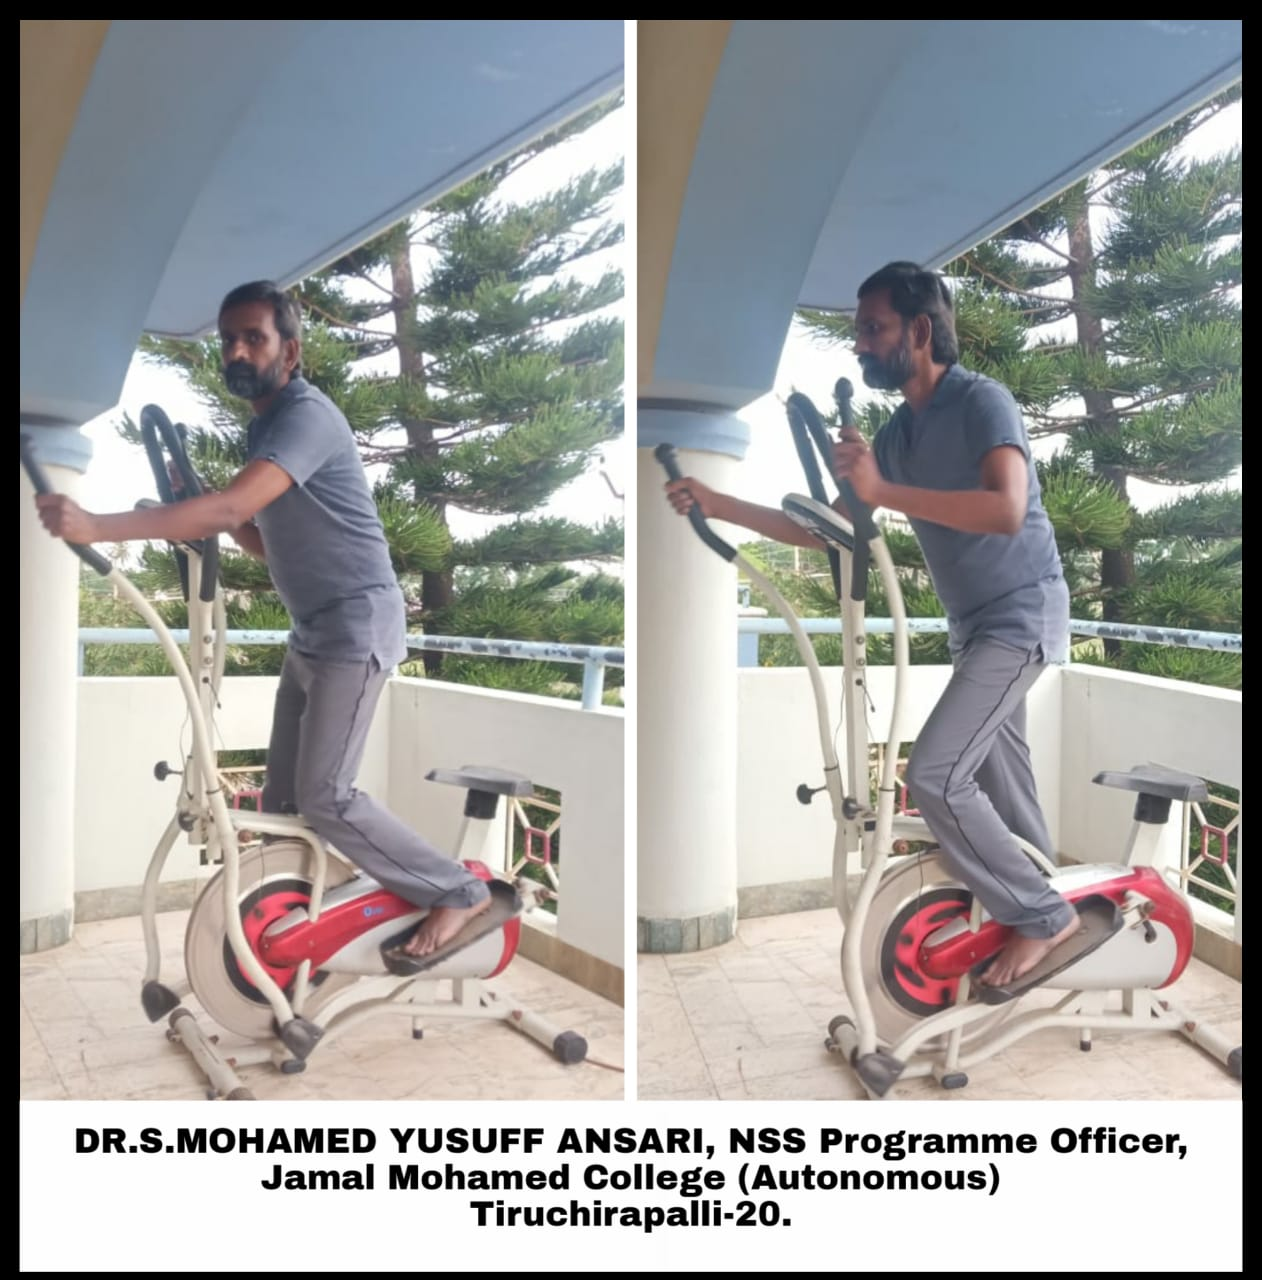 DR.S.MOHAMED YUSUFF ANSARI, NSS Programme Officer,
Jamal Mohamed College (Autonomous)
Tiruchirapalli-20.